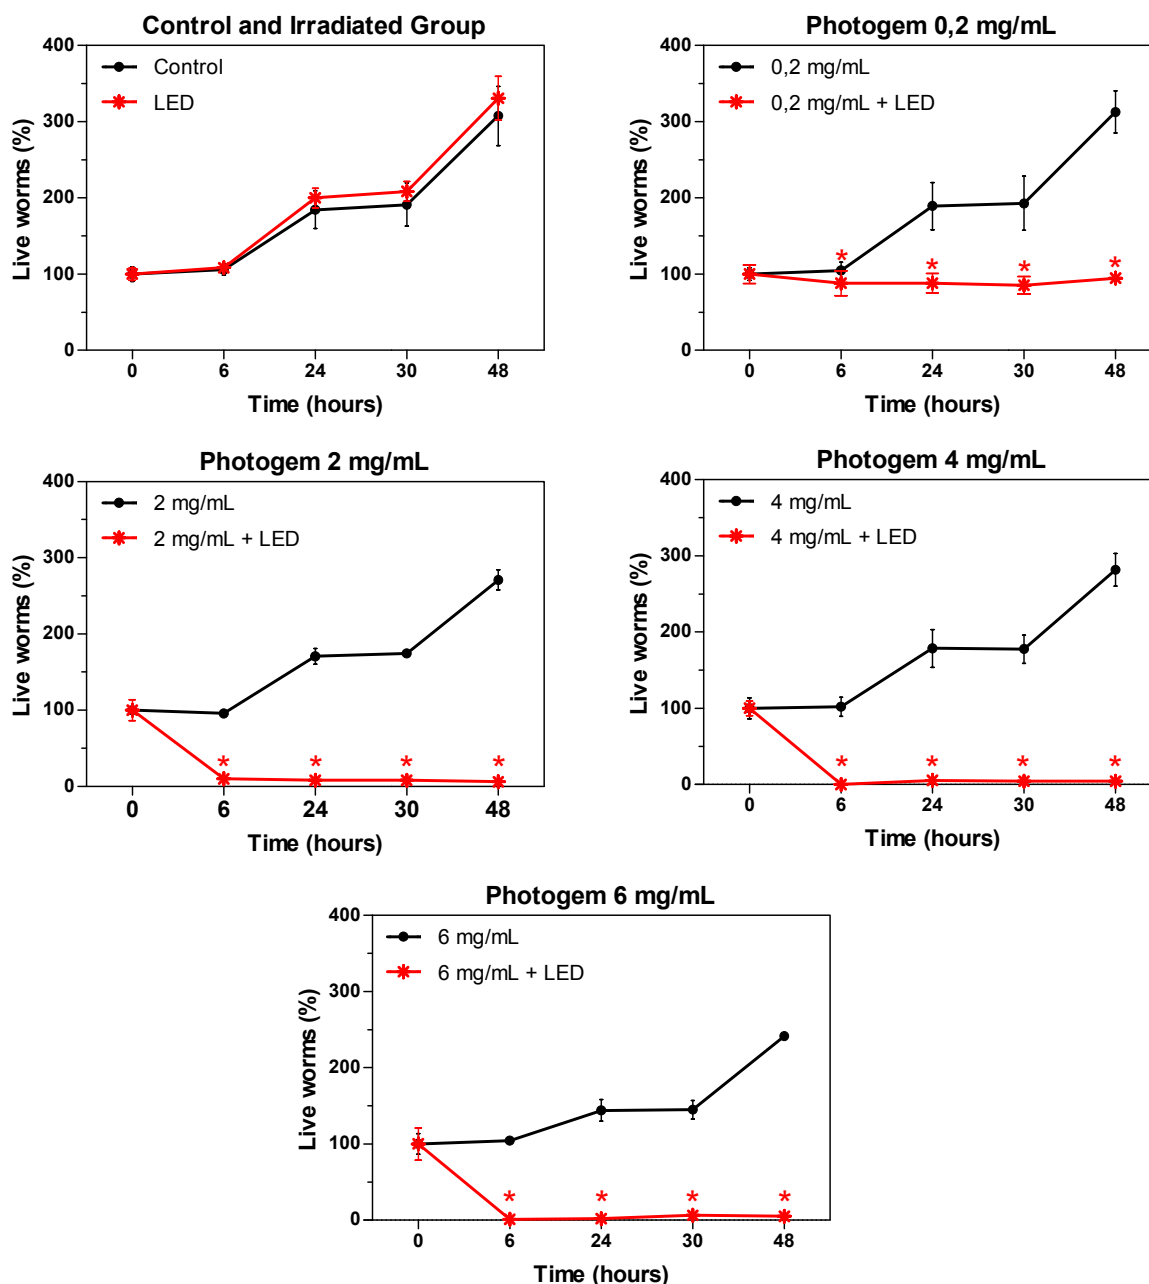 Control and Irradiated Group
400
300
200
100
0
Live worms (%)
Control
LED
0 6 24 30 48
Time (hours)
Photogem 0,2 mg/mL
400
300
200
100
0
Live worms (%)
0,2 mg/mL
0,2 mg/mL + LED
* * * *
0 6 24 30 48
Time (hours)
Photogem 2 mg/mL
400
300
200
100
0
Live worms (%)
2 mg/mL
2 mg/mL + LED
* * * *
0 6 24 30 48
Time (hours)
Photogem 4 mg/mL
400
300
200
100
0
Live worms (%)
4 mg/mL
4 mg/mL + LED
* * * *
0 6 24 30 48
Time (hours)
Photogem 6 mg/mL
400
300
200
100
0
Live worms (%)
6 mg/mL
6 mg/mL + LED
* * * *
0 6 24 30 48
Time (hours)